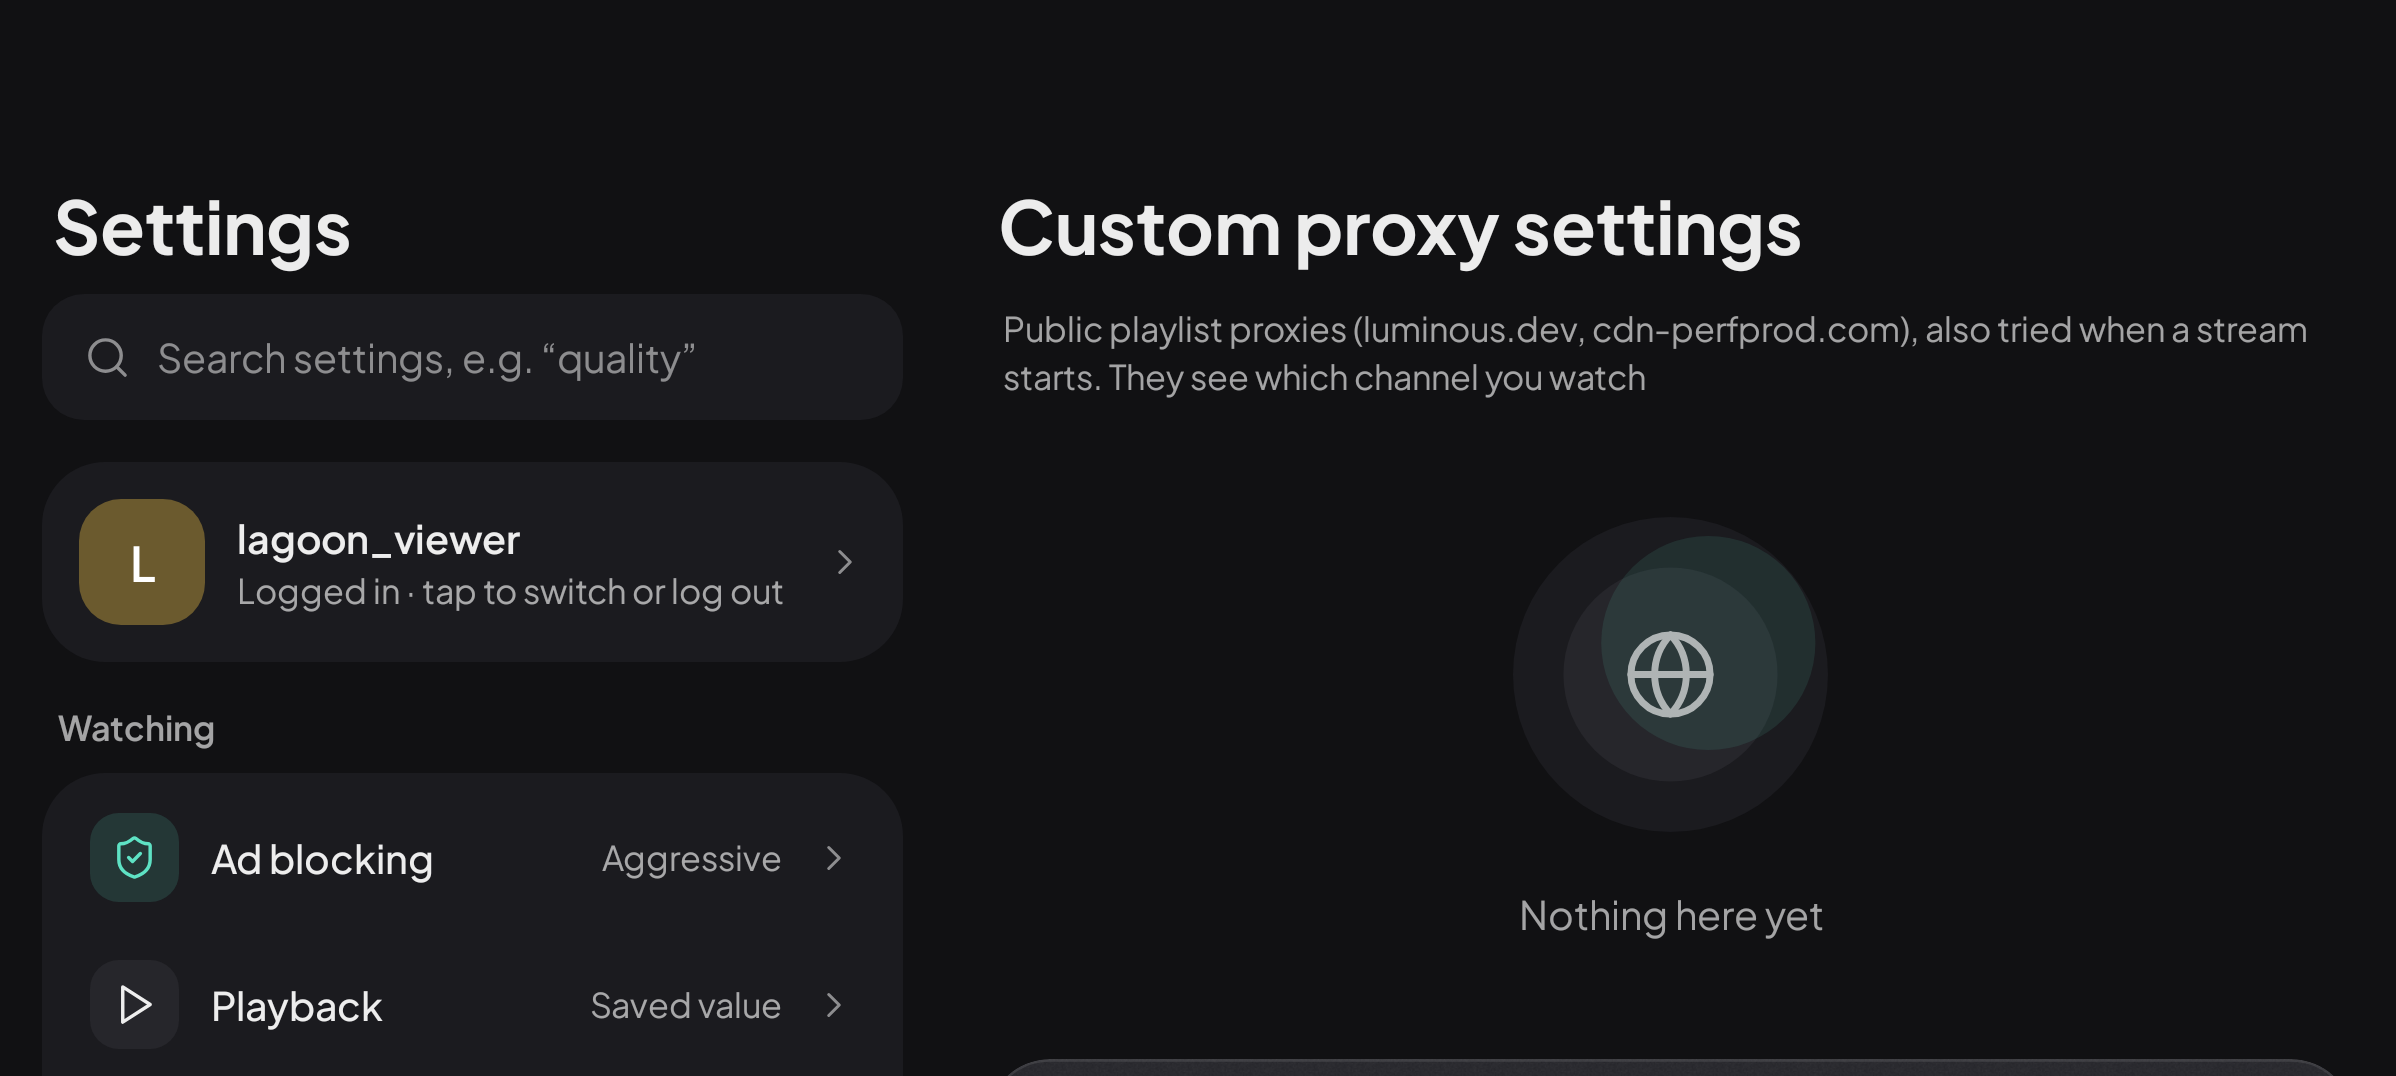 Settings
Search settings, e.g. “quality”
L
lagoon_viewer
Logged in · tap to switch or log out
Watching
Ad blocking
Aggressive
Playback
Saved value
Custom proxy settings
Public playlist proxies (luminous.dev, cdn-perfprod.com), also tried when a stream
starts. They see which channel you watch
Nothing here yet